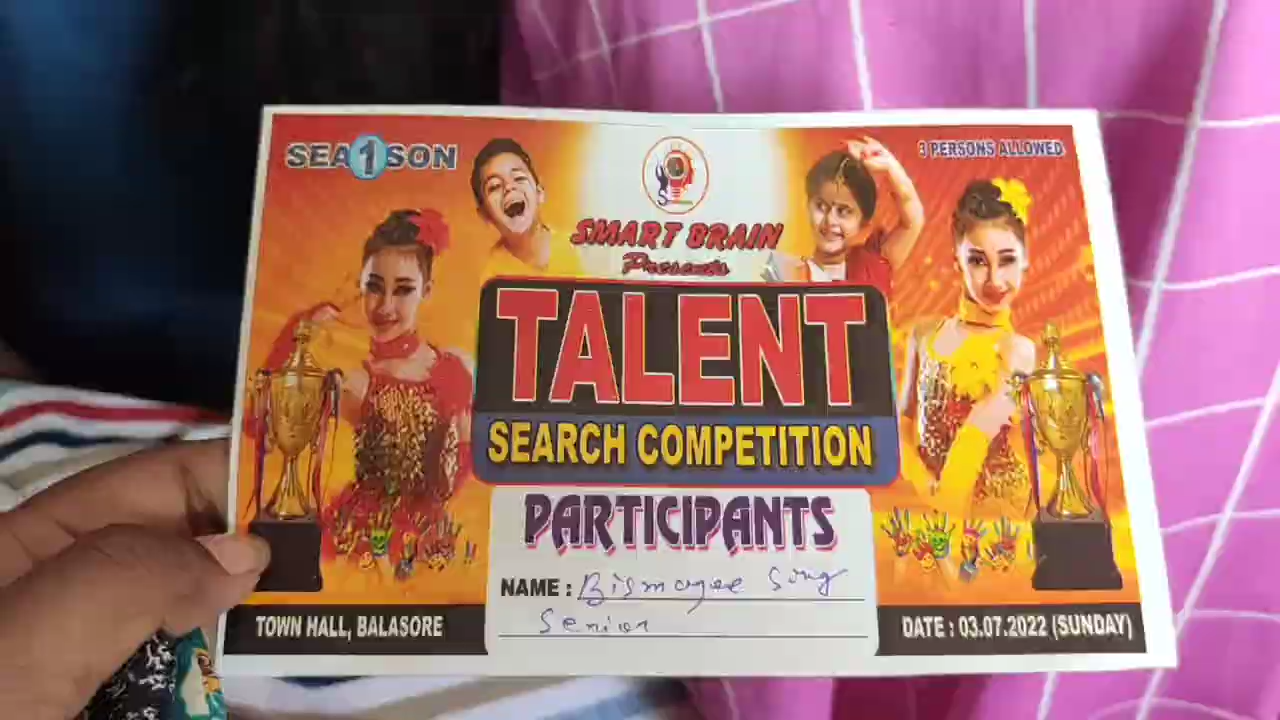 SEA1SON
3 PERSONS ALLOWED
SMART BRAIN
Presents
TALENT
SEARCH COMPETITION
PARTICIPANTS
NAME : Bismayee Sing
Senior
TOWN HALL, BALASORE
DATE : 03.07.2022 (SUNDAY)